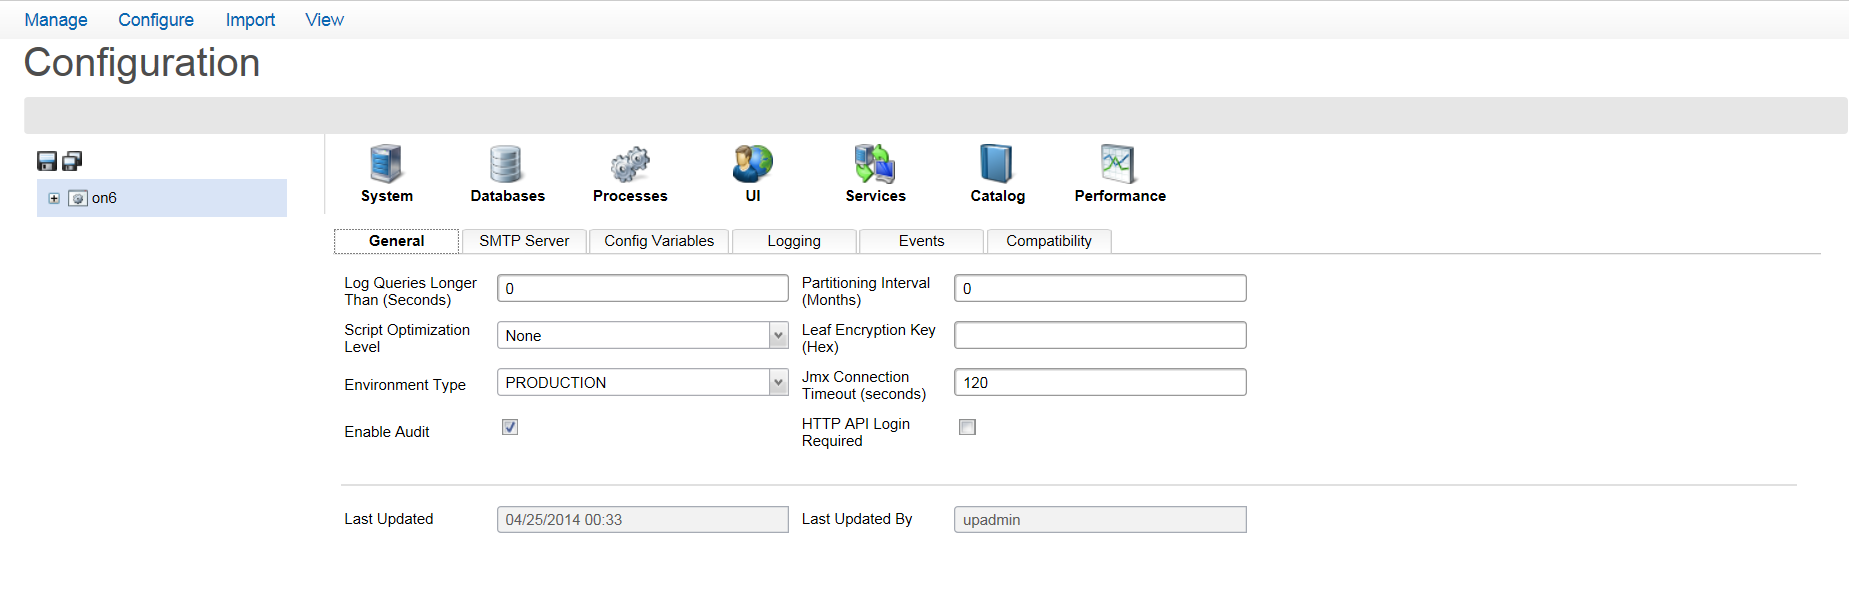 Manage Configure Import View
Configuration
on6
System Databases Processes UI Services Catalog Performance
General SMTP Server Config Variables Logging Events Compatibility
Log Queries Longer
Than (Seconds)
0
Partitioning Interval
(Months)
0
Script Optimization
Level
None
Leaf Encryption Key
(Hex)
Environment Type
PRODUCTION
Jmx Connection
Timeout (seconds)
120
Enable Audit
HTTP API Login
Required
Last Updated 04/25/2014 00:33 Last Updated By upadmin